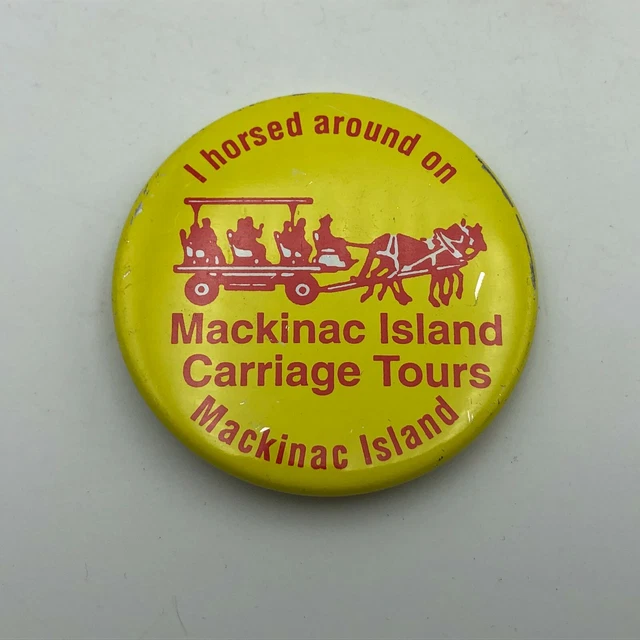 I horsed around on
Mackinac Island
Carriage Tours
Mackinac Island